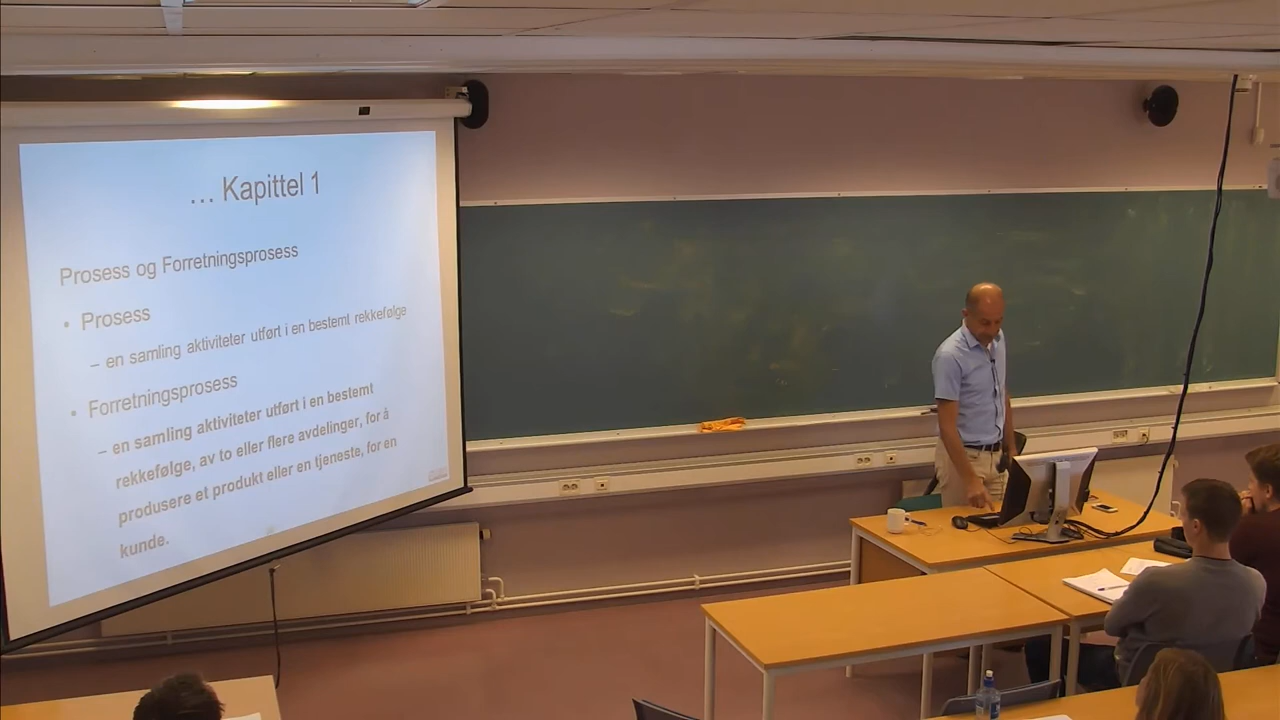 ... Kapittel 1
Prosess og Forretningsprosess
• Prosess
– en samling aktiviteter utført i en bestemt rekkefølge
• Forretningsprosess
– en samling aktiviteter utført i en bestemt
rekkefølge, av to eller flere avdelinger, for å
produsere et produkt eller en tjeneste, for en
kunde.